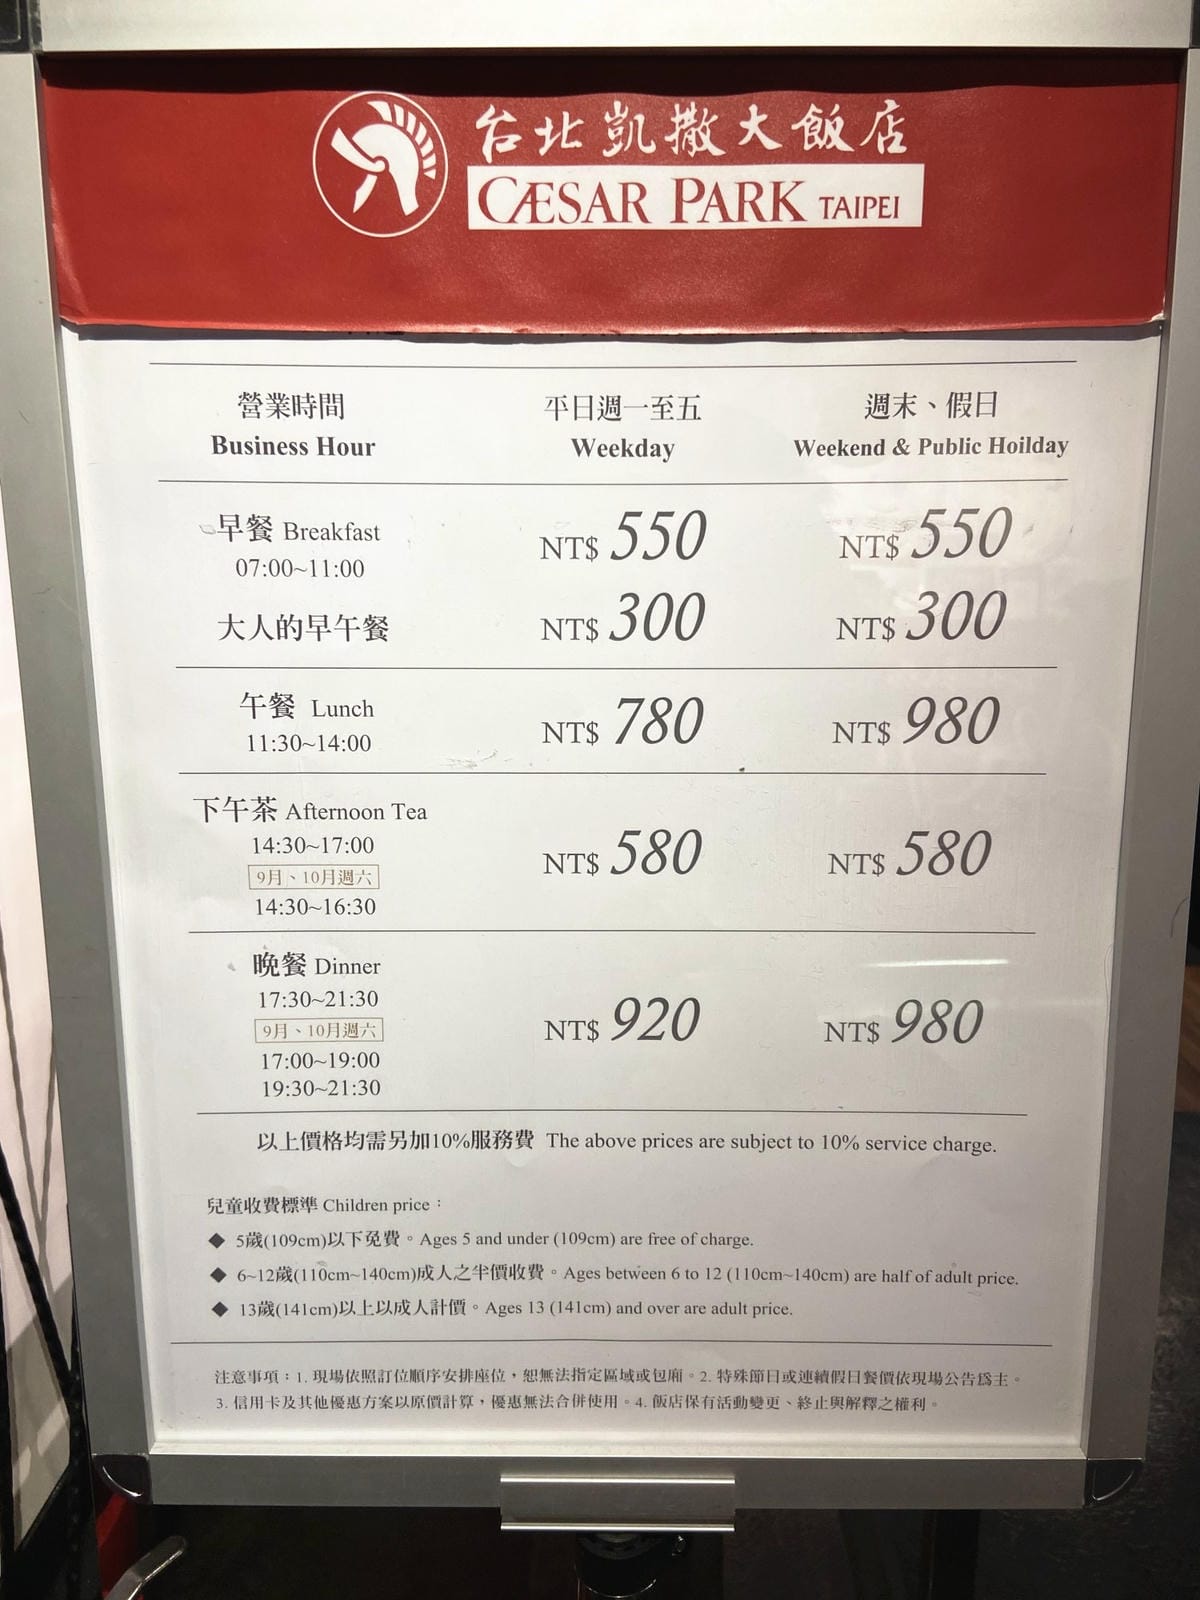 台北凱撒大飯店
CÆSAR PARK TAIPEI
營業時間 平日週一至五 週末、假日
Business Hour Weekday Weekend & Public Hoilday
早餐 Breakfast NT$ 550 NT$ 550
07:00~11:00
大人的早午餐 NT$ 300 NT$ 300
午餐 Lunch NT$ 780 NT$ 980
11:30~14:00
下午茶 Afternoon Tea
14:30~17:00 NT$ 580 NT$ 580
9月、10月週六
14:30~16:30
晚餐 Dinner
17:30~21:30 NT$ 920 NT$ 980
9月、10月週六
17:00~19:00
19:30~21:30
以上價格均需另加10%服務費 The above prices are subject to 10% service charge.
兒童收費標準 Children price：
◆ 5歲(109cm)以下免費。Ages 5 and under (109cm) are free of charge.
◆ 6~12歲(110cm~140cm)成人之半價收費。Ages between 6 to 12 (110cm~140cm) are half of adult price.
◆ 13歲(141cm)以上以成人計價。Ages 13 (141cm) and over are adult price.
注意事項：1. 現場依照訂位順序安排座位，恕無法指定區域或包廂。2. 特殊節日或連續假日餐價依現場公告為主。
3. 信用卡及其他優惠方案以原價計算，優惠無法合併使用。4. 飯店保有活動變更、終止與解釋之權利。